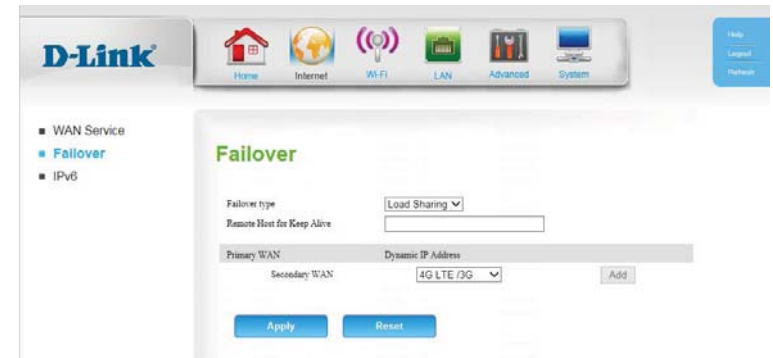 D-Link
Home Internet Wi-Fi LAN Advanced System
Help
Logout
Refresh
WAN Service
Failover
IPv6
Failover
Failover type Load Sharing
Remote Host for Keep Alive
Primary WAN Dynamic IP Address
Secondary WAN 4G LTE /3G Add
Apply Reset